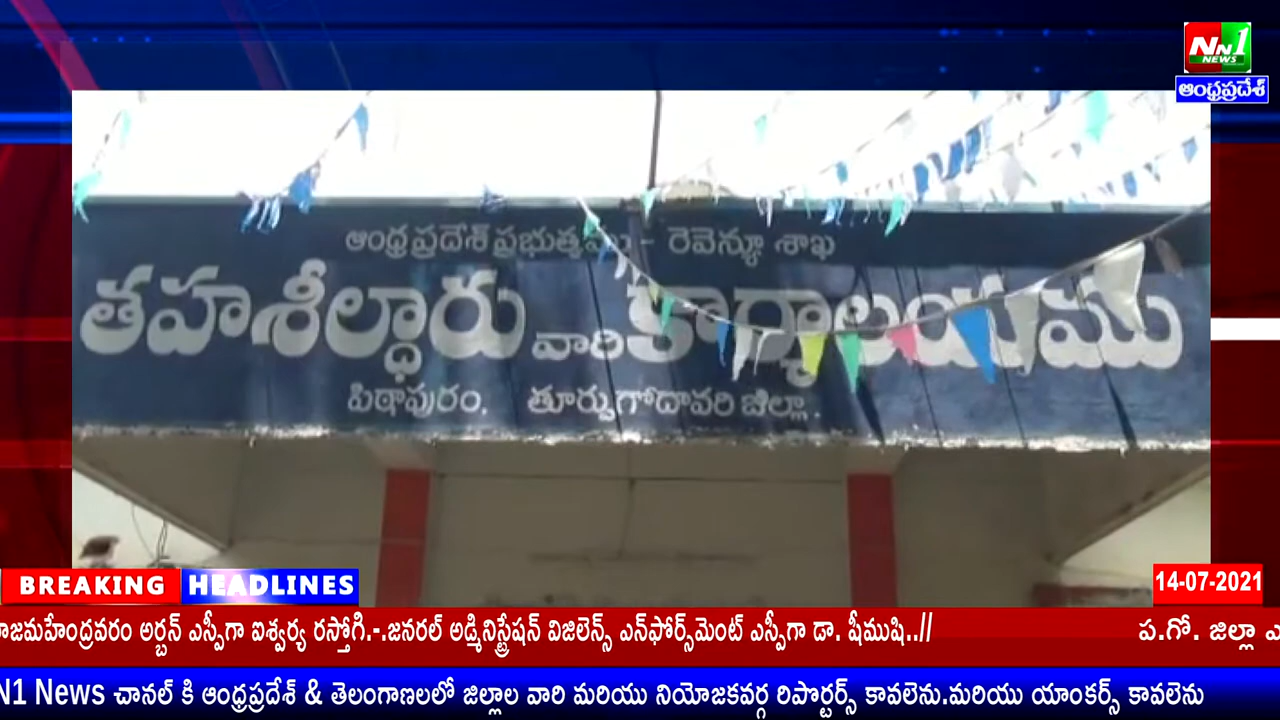 NN1
NEWS
ఆంధ్రప్రదేశ్
ఆంధ్రప్రదేశ్ ప్రభుత్వము - రెవెన్యూ శాఖ
తహశీల్ధారు వారి కార్యాలయము
పిఠాపురం. తూర్పుగోదావరి జిల్లా.
BREAKING HEADLINES
14-07-2021
రాజమహేంద్రవరం అర్బన్ ఎస్పీగా ఐశ్వర్య రస్తోగి.-.జనరల్ అడ్మినిస్ట్రేషన్ విజిలెన్స్ ఎన్‌ఫోర్స్‌మెంట్ ఎస్పీగా డా. షీముషి..// ప.గో. జిల్లా ఎ
N1 News చానల్ కి ఆంధ్రప్రదేశ్ & తెలంగాణలలో జిల్లాల వారి మరియు నియోజకవర్గ రిపొర్టర్స్ కావలెను.మరియు యాంకర్స్ కావలెను